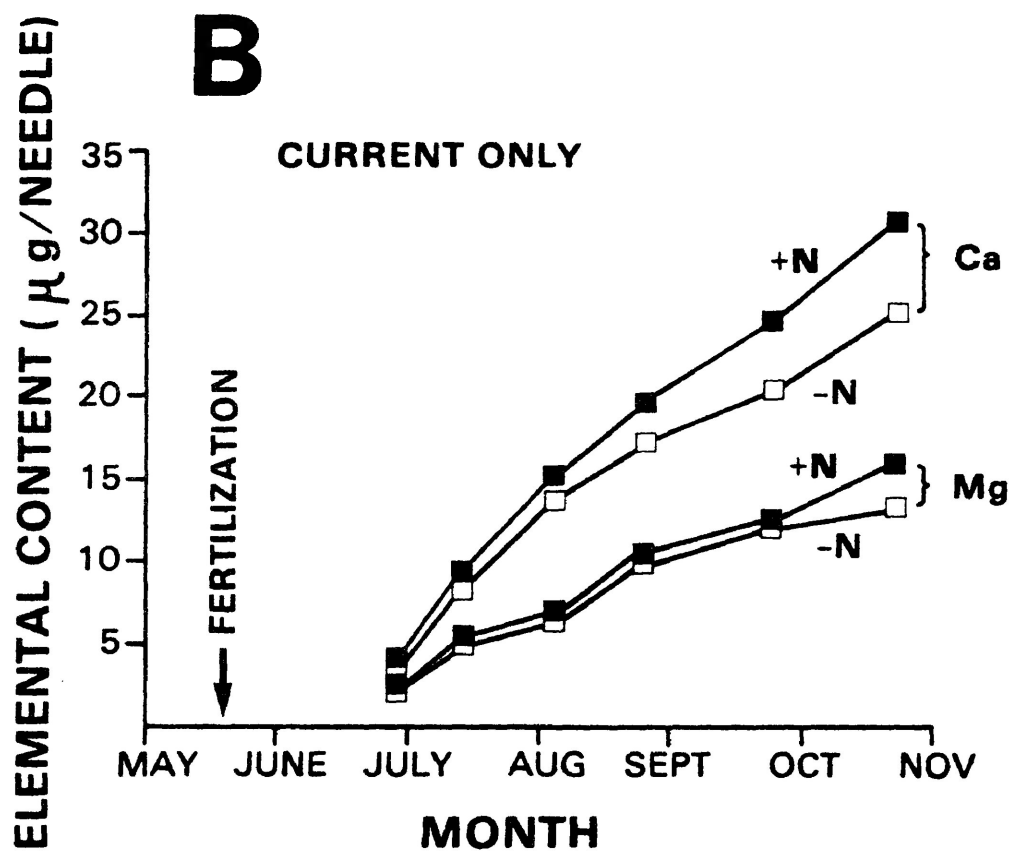 B
CURRENT ONLY
ELEMENTAL CONTENT (μg/NEEDLE)
35
30
25
20
15
10
5
FERTILIZATION
+N
-N
Ca
+N
-N
Mg
MAY JUNE JULY AUG SEPT OCT NOV
MONTH